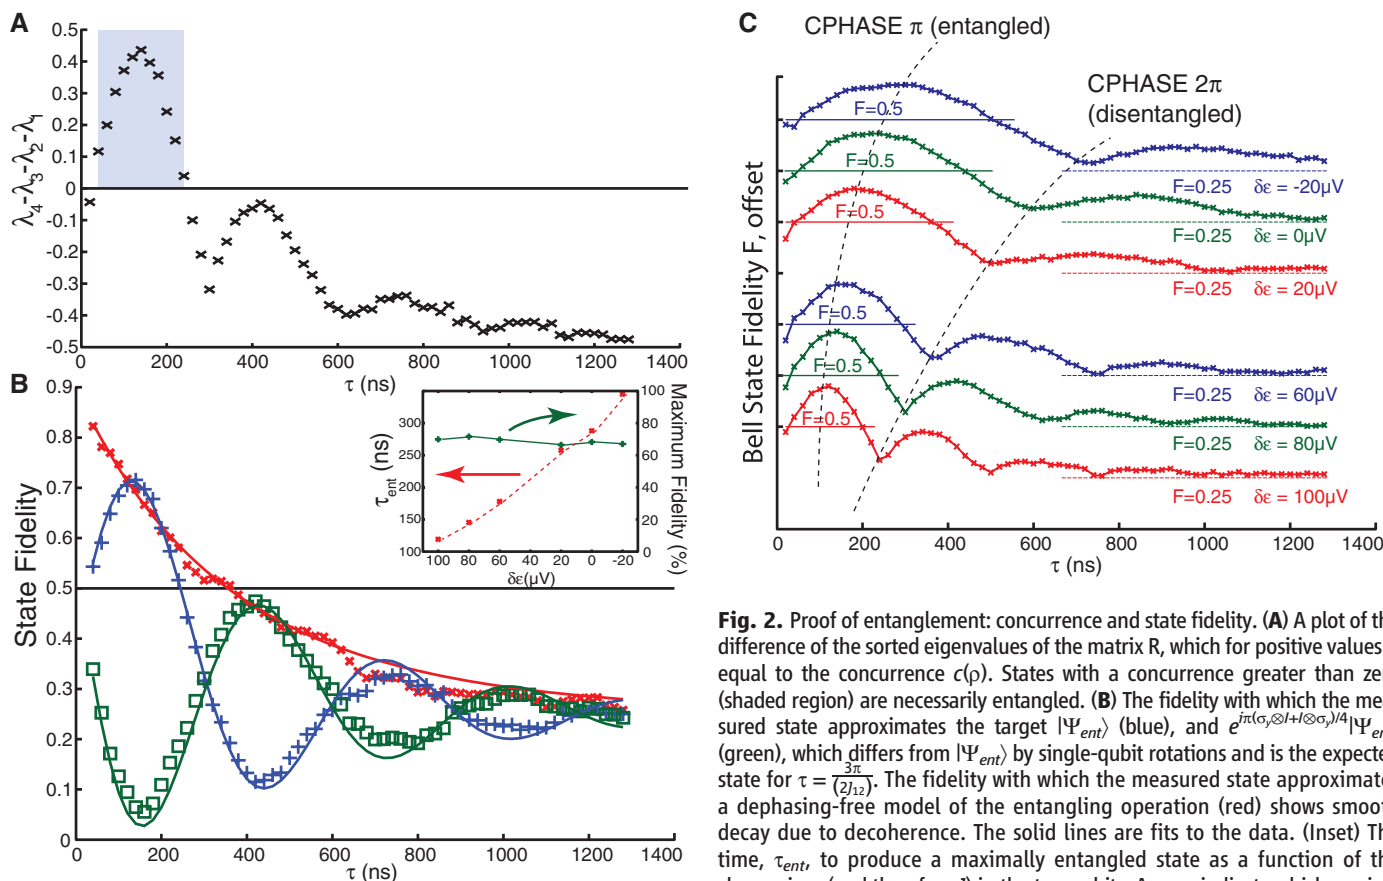 A
0.5
0.4
0.3
0.2
0.1
0
-0.1
-0.2
-0.3
-0.4
-0.5
λ4-λ3-λ2-λ1
0 200 400 600 800 1000 1200 1400
τ (ns)
B
0.9
0.8
0.7
0.6
0.5
0.4
0.3
0.2
0.1
0
State Fidelity
0 200 400 600 800 1000 1200 1400
τ (ns)
300
250
200
150
100
τent (ns)
100 80 60 40 20 0 -20
δε(μV)
100
80
60
40
20
0
Maximum Fidelity (%)
C
CPHASE π (entangled)
CPHASE 2π
(disentangled)
Bell State Fidelity F, offset
F=0.5
F=0.25 δε = -20μV
F=0.5
F=0.25 δε = 0μV
F=0.5
F=0.25 δε = 20μV
F=0.5
F=0.25 δε = 60μV
F=0.5
F=0.25 δε = 80μV
F=0.5
F=0.25 δε = 100μV
0 200 400 600 800 1000 1200 1400
τ (ns)
Fig. 2. Proof of entanglement: concurrence and state fidelity. (A) A plot of th
difference of the sorted eigenvalues of the matrix R, which for positive values
equal to the concurrence c(ρ). States with a concurrence greater than zer
(shaded region) are necessarily entangled. (B) The fidelity with which the mea
sured state approximates the target |Ψent⟩ (blue), and e^jπ(σy⊗I+I⊗σy)/4|Ψen
(green), which differs from |Ψent⟩ by single-qubit rotations and is the expecte
state for τ = 3π/(2J12). The fidelity with which the measured state approximat
a dephasing-free model of the entangling operation (red) shows smoot
decay due to decoherence. The solid lines are fits to the data. (Inset) Th
time, τent, to produce a maximally entangled state as a function of th